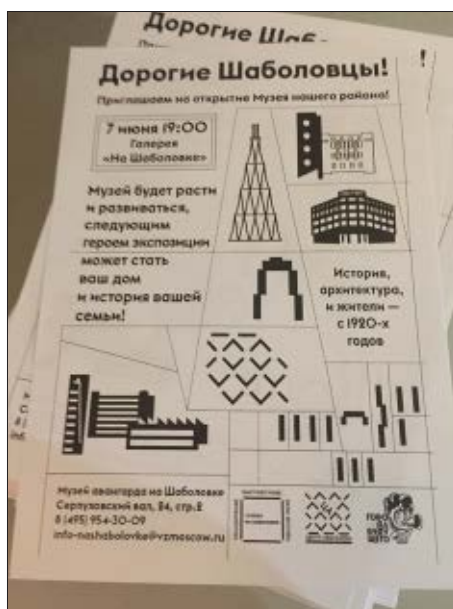 Дорогие Шаболовцы!
Приглашаем на открытие Музея нашего района!
7 июня 19:00
Галерея
«На Шаболовке»
Музей будет расти
и развиваться,
следующим
героем экспозиции
может стать
ваш дом
и история вашей
семьи!
История,
архитектура,
и жители —
с 1920-х
годов
Музей авангарда на Шаболовке
Серпуховский вал, 24, стр.2
8 (495) 954-30-09
info-nashabolovke@vzmoscow.ru
Дорогие